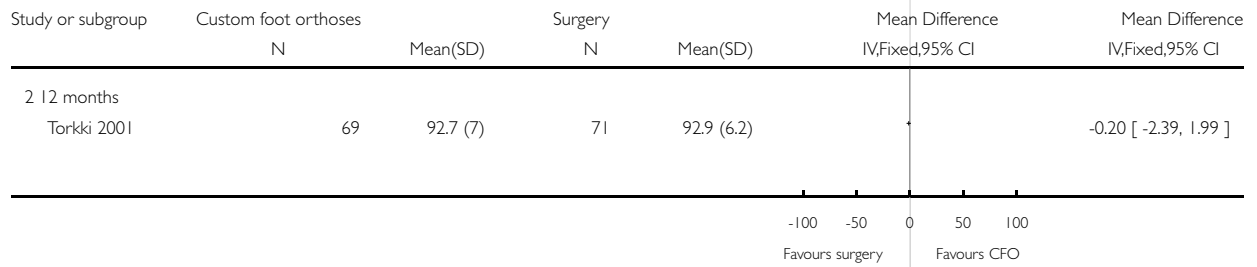 Study or subgroup Custom foot orthoses Surgery Mean Difference Mean Difference
N Mean(SD) N Mean(SD) IV,Fixed,95% CI IV,Fixed,95% CI
2 12 months
Torkki 2001 69 92.7 (7) 71 92.9 (6.2) -0.20 [ -2.39, 1.99 ]
-100 -50 0 50 100
Favours surgery Favours CFO